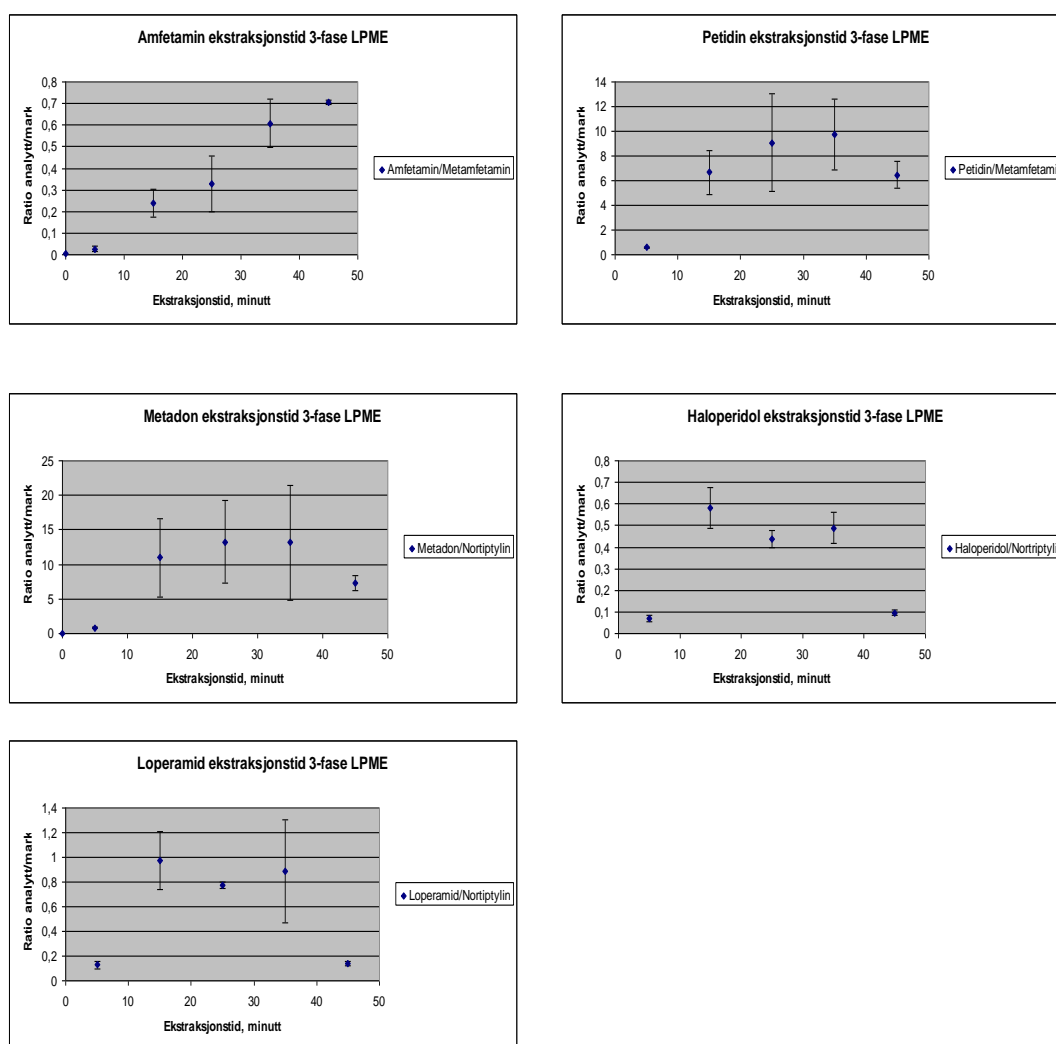 Amfetamin ekstraksjonstid 3-fase LPME
Ratio analytt/mark
0,8
0,7
0,6
0,5
0,4
0,3
0,2
0,1
0
0 10 20 30 40 50
Ekstraksjonstid, minutt
Amfetamin/Metamfetamin
Petidin ekstraksjonstid 3-fase LPME
Ratio analytt/mark
14
12
10
8
6
4
2
0
0 10 20 30 40 50
Ekstraksjonstid, minutt
Petidin/Metamfetami
Metadon ekstraksjonstid 3-fase LPME
Ratio analytt/mark
25
20
15
10
5
0
0 10 20 30 40 50
Ekstraksjonstid, minutt
Metadon/Nortiptylin
Haloperidol ekstraksjonstid 3-fase LPME
Ratio analytt/mark
0,8
0,7
0,6
0,5
0,4
0,3
0,2
0,1
0
0 10 20 30 40 50
Ekstraksjonstid, minutt
Haloperidol/Nortriptyli
Loperamid ekstraksjonstid 3-fase LPME
Ratio analytt/mark
1,4
1,2
1
0,8
0,6
0,4
0,2
0
0 10 20 30 40 50
Ekstraksjonstid, minutt
Loperamid/Nortiptylin